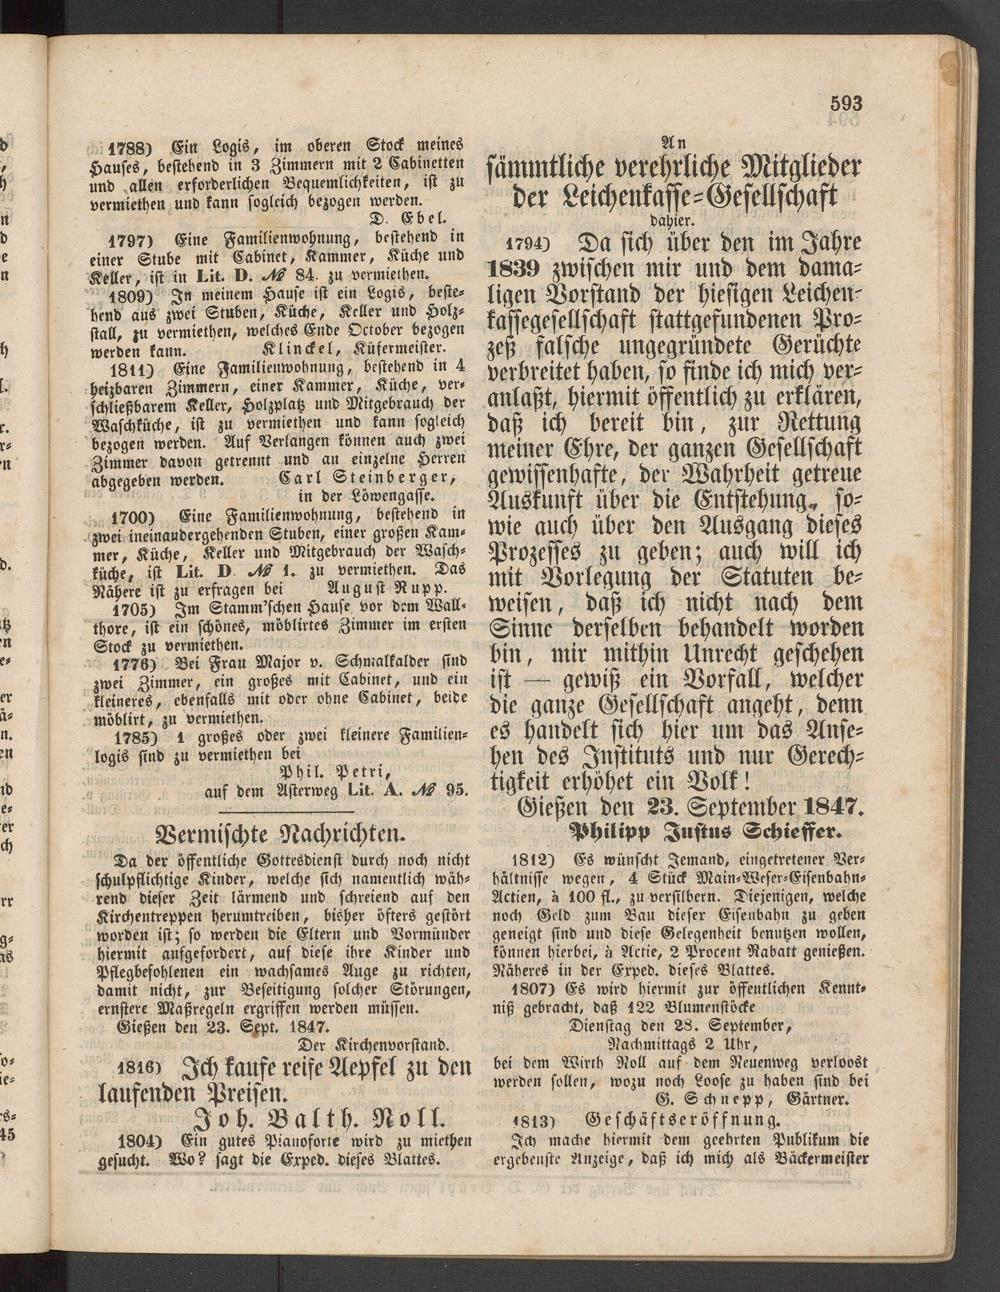 593
1788) Ein Logis, im oberen Stock meines
Hauses, bestehend in 3 Zimmern mit 2 Cabinetten
und allen erforderlichen Bequemlichkeiten, ist zu
vermiethen und kann sogleich bezogen werden.
D. Ebel.
1797) Eine Familienwohnung, bestehend in
einer Stube mit Cabinet, Kammer, Küche und
Keller, ist in Lit. D. № 84. zu vermiethen.
1809) In meinem Hause ist ein Logis, beste-
hend aus zwei Stuben, Küche, Keller und Holz-
stall, zu vermiethen, welches Ende October bezogen
werden kann. Klinckel, Küfermeister.
1811) Eine Familienwohnung, bestehend in 4
heizbaren Zimmern, einer Kammer, Küche, ver-
schließbarem Keller, Holzplatz und Mitgebrauch der
Waschküche, ist zu vermiethen und kann sogleich
bezogen werden. Auf Verlangen können auch zwei
Zimmer davon getrennt und an einzelne Herren
abgegeben werden. Carl Steinberger,
in der Löwengasse.
1700) Eine Familienwohnung, bestehend in
zwei ineinandergehenden Stuben, einer großen Kam-
mer, Küche, Keller und Mitgebrauch der Wasch-
küche, ist Lit. D № 1. zu vermiethen. Das
Nähere ist zu erfragen bei August Rupp.
1705) Im Stamm'schen Hause vor dem Wall-
thore, ist ein schönes, möblirtes Zimmer im ersten
Stock zu vermiethen.
1776) Bei Frau Major v. Schmalkalder sind
zwei Zimmer, ein großes mit Cabinet, und ein
kleineres, ebenfalls mit oder ohne Cabinet, beide
möblirt, zu vermiethen.
1785) 1 großes oder zwei kleinere Familien-
logis sind zu vermiethen bei
Phil. Petri,
auf dem Asterweg Lit. A. № 95.
Vermischte Nachrichten.
Da der öffentliche Gottesdienst durch noch nicht
schulpflichtige Kinder, welche sich namentlich wäh-
rend dieser Zeit lärmend und schreiend auf den
Kirchentreppen herumtreiben, bisher öfters gestört
worden ist; so werden die Eltern und Vormünder
hiermit aufgefordert, auf diese ihre Kinder und
Pflegbefohlenen ein wachsames Auge zu richten,
damit nicht, zur Beseitigung solcher Störungen,
ernstere Maßregeln ergriffen werden müssen.
Gießen den 23. Sept. 1847.
Der Kirchenvorstand.
1816) Ich kaufe reife Aepfel zu den
laufenden Preisen.
Joh. Balth. Noll.
1804) Ein gutes Pianoforte wird zu miethen
gesucht. Wo? sagt die Exped. dieses Blattes.
An
sämmtliche verehrliche Mitglieder
der Leichenkasse-Gesellschaft
dahier.
1794) Da sich über den im Jahre
1839 zwischen mir und dem dama-
ligen Vorstand der hiesigen Leichen-
kassegesellschaft stattgefundenen Pro-
zeß falsche ungegründete Gerüchte
verbreitet haben, so finde ich mich ver-
anlaßt, hiermit öffentlich zu erklären,
daß ich bereit bin, zur Rettung
meiner Ehre, der ganzen Gesellschaft
gewissenhafte, der Wahrheit getreue
Auskunft über die Entstehung, so-
wie auch über den Ausgang dieses
Prozesses zu geben; auch will ich
mit Vorlegung der Statuten be-
weisen, daß ich nicht nach dem
Sinne derselben behandelt worden
bin, mir mithin Unrecht geschehen
ist — gewiß ein Vorfall, welcher
die ganze Gesellschaft angeht, denn
es handelt sich hier um das Anse-
hen des Instituts und nur Gerech-
tigkeit erhöhet ein Volk!
Gießen den 23. September 1847.
Philipp Justus Schieffer.
1812) Es wünscht Jemand, eingetretener Ver-
hältnisse wegen, 4 Stück Main-Weser-Eisenbahn-
Actien, à 100 fl., zu versilbern. Diejenigen, welche
noch Geld zum Bau dieser Eisenbahn zu geben
geneigt sind und diese Gelegenheit benutzen wollen,
können hierbei, à Actie, 2 Procent Rabatt genießen.
Näheres in der Exped. dieses Blattes.
1807) Es wird hiermit zur öffentlichen Kennt-
niß gebracht, daß 122 Blumenstöcke
Dienstag den 28. September,
Nachmittags 2 Uhr,
bei dem Wirth Noll auf dem Neuenweg verloost
werden sollen, wozu noch Loose zu haben sind bei
G. Schnepp, Gärtner.
1813) Geschäftseröffnung.
Ich mache hiermit dem geehrten Publikum die
ergebenste Anzeige, daß ich mich als Bäckermeister